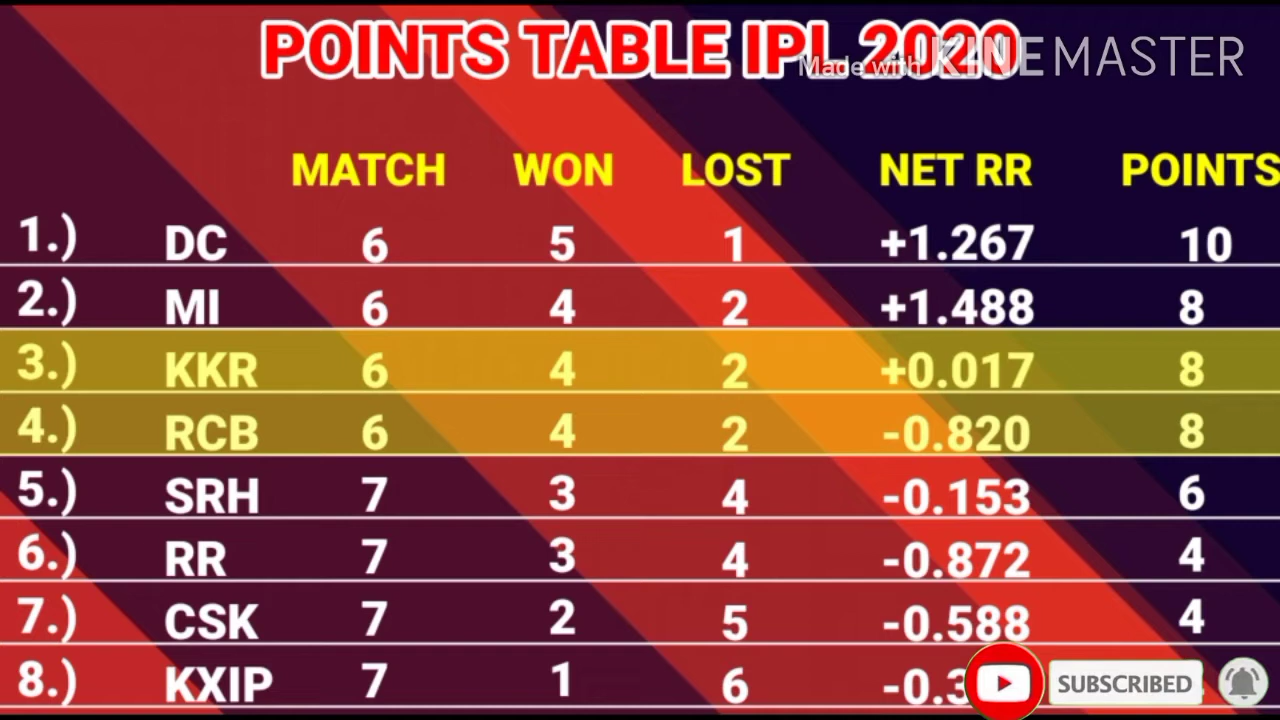 POINTS TABLE IPL 2020
Made with KINEMASTER
MATCH WON LOST NET RR POINTS
1.) DC 6 5 1 +1.267 10
2.) MI 6 4 2 +1.488 8
3.) KKR 6 4 2 +0.017 8
4.) RCB 6 4 2 -0.820 8
5.) SRH 7 3 4 -0.153 6
6.) RR 7 3 4 -0.872 4
7.) CSK 7 2 5 -0.588 4
8.) KXIP 7 1 6
SUBSCRIBED